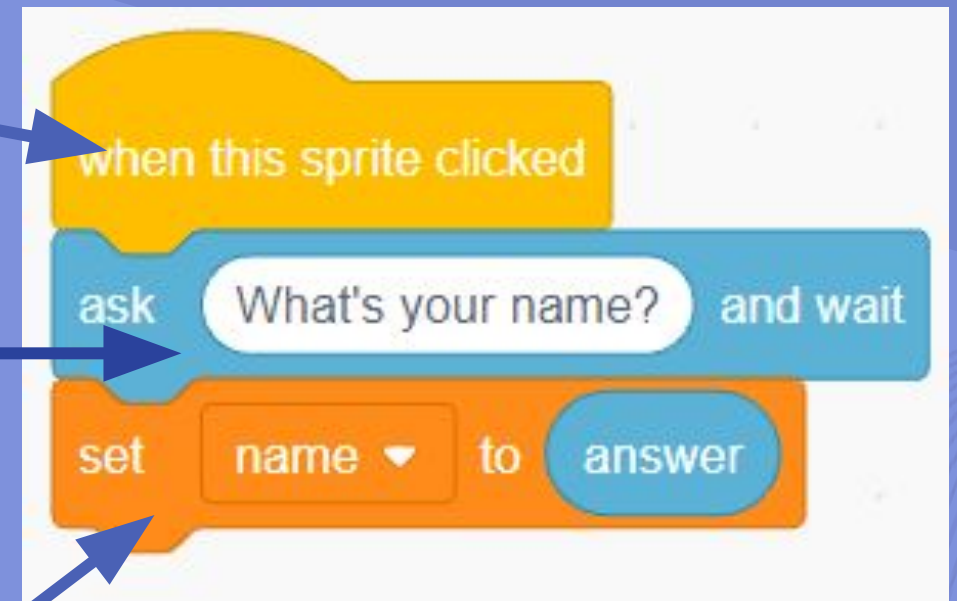 when this sprite clicked
ask What's your name? and wait
set name to answer